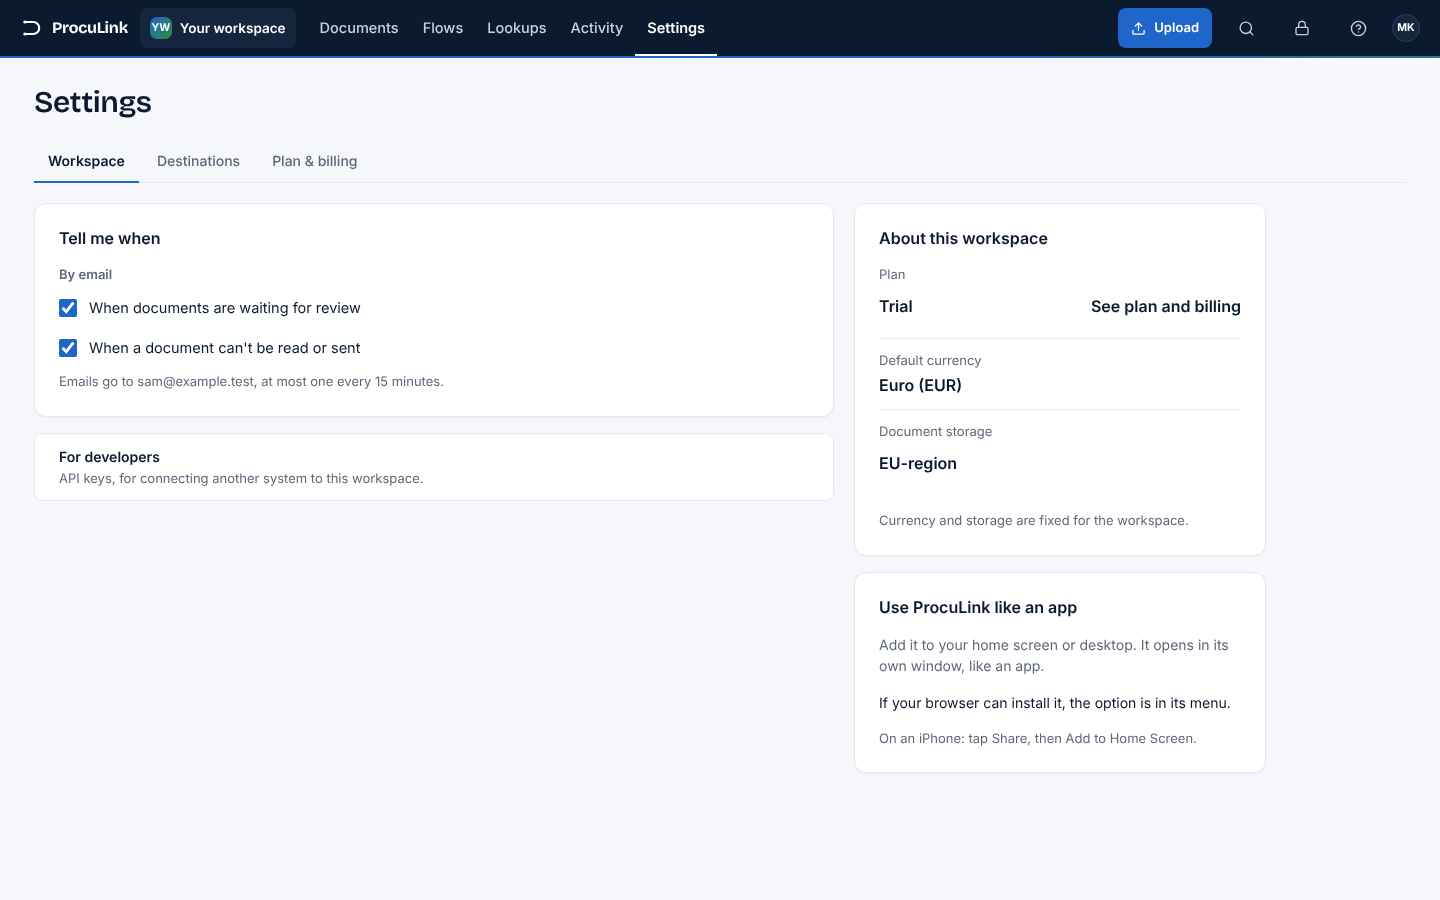 ProcuLink
YW
Your workspace
Documents
Flows
Lookups
Activity
Settings
Upload
MK
Settings
Workspace
Destinations
Plan & billing
Tell me when
By email
When documents are waiting for review
When a document can't be read or sent
Emails go to sam@example.test, at most one every 15 minutes.
For developers
API keys, for connecting another system to this workspace.
About this workspace
Plan
Trial
See plan and billing
Default currency
Euro (EUR)
Document storage
EU-region
Currency and storage are fixed for the workspace.
Use ProcuLink like an app
Add it to your home screen or desktop. It opens in its
own window, like an app.
If your browser can install it, the option is in its menu.
On an iPhone: tap Share, then Add to Home Screen.